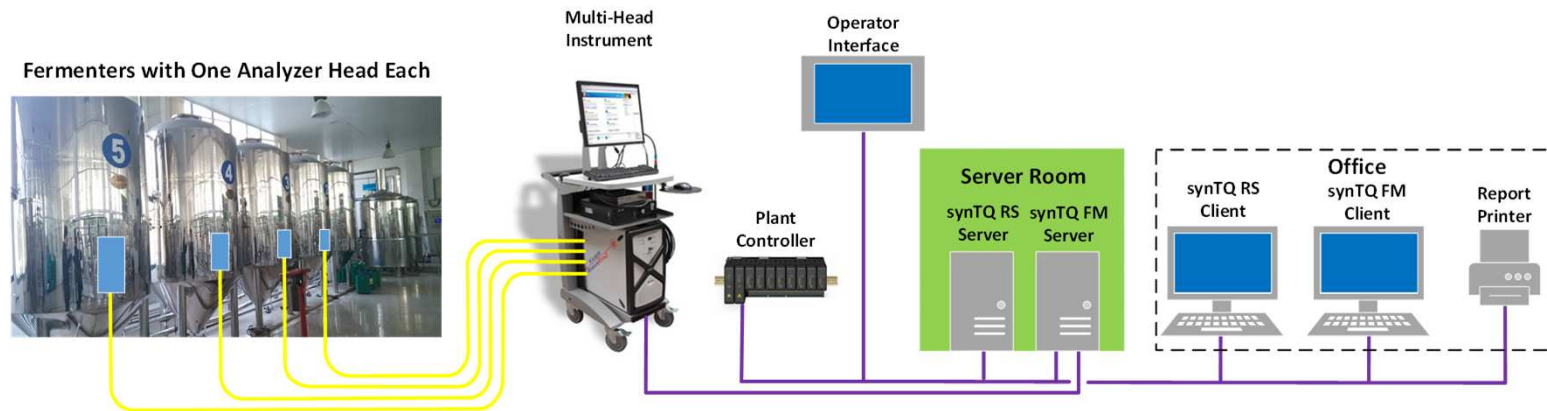 Fermenters with One Analyzer Head Each
5
4
3
Multi-Head
Instrument
Plant
Controller
Operator
Interface
Server Room
synTQ RS
Server
synTQ FM
Server
Office
synTQ RS
Client
synTQ FM
Client
Report
Printer